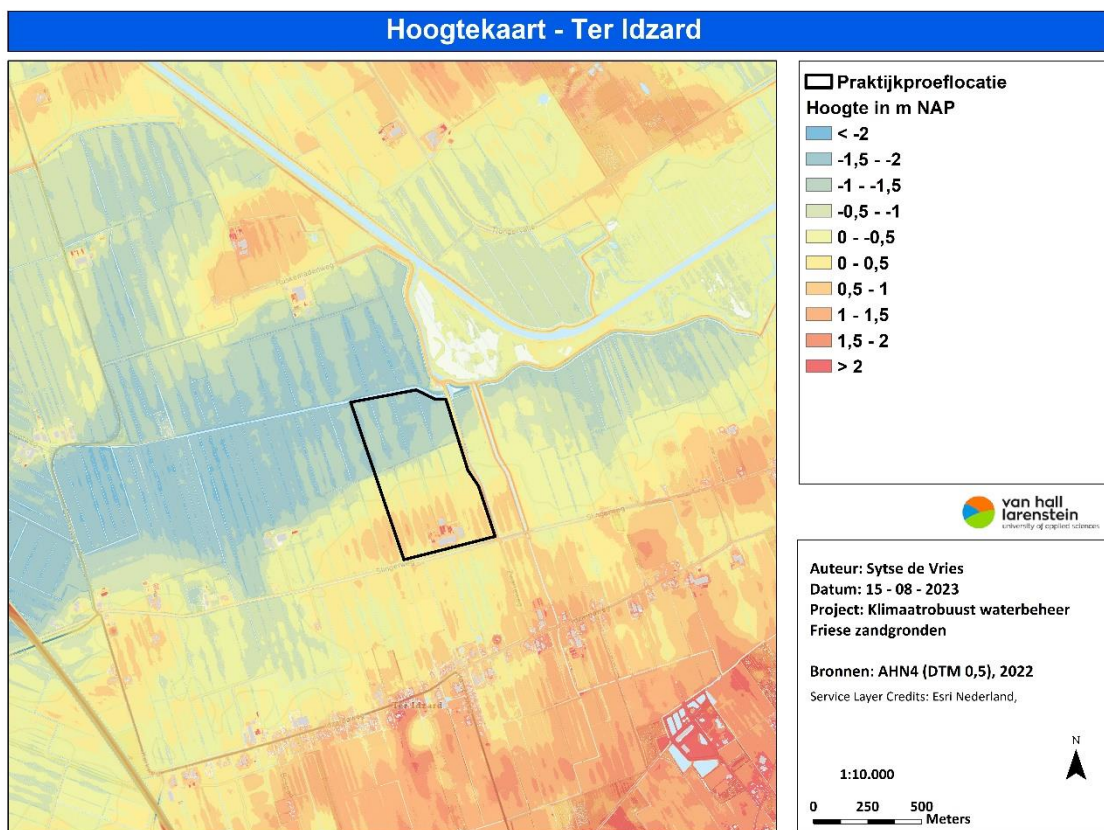 Hoogtekaart - Ter Idzard
Praktijkproeflocatie
Hoogte in m NAP
< -2
-1,5 - -2
-1 - -1,5
-0,5 - -1
0 - -0,5
0 - 0,5
0,5 - 1
1 - 1,5
1,5 - 2
> 2
Ter Idzard
van hall
larenstein
university of applied sciences
Auteur: Sytse de Vries
Datum: 15 - 08 - 2023
Project: Klimaatrobuust waterbeheer
Friese zandgronden
Bronnen: AHN4 (DTM 0,5), 2022
Service Layer Credits: Esri Nederland,
N
1:10.000
0 250 500
Meters